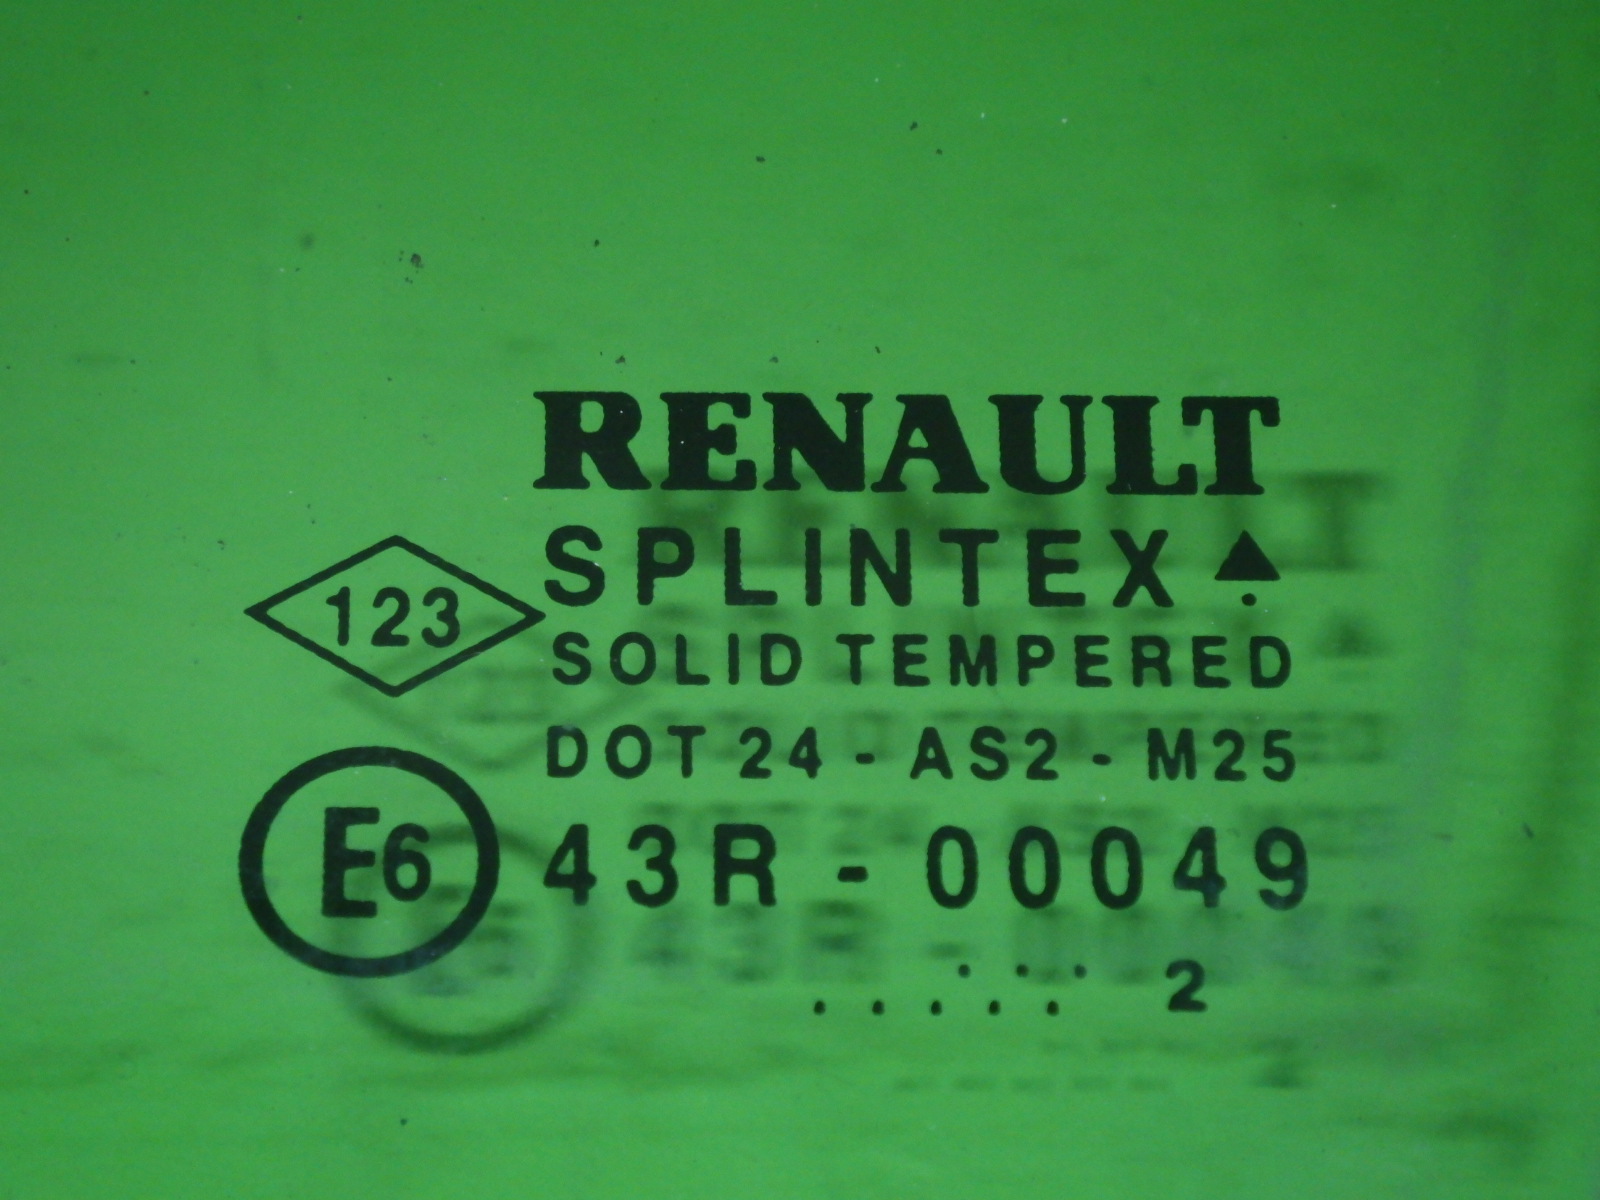 RENAULT
SPLINTEX
123
SOLID TEMPERED
DOT 24 - AS2 - M25
E6
43R - 00049
2